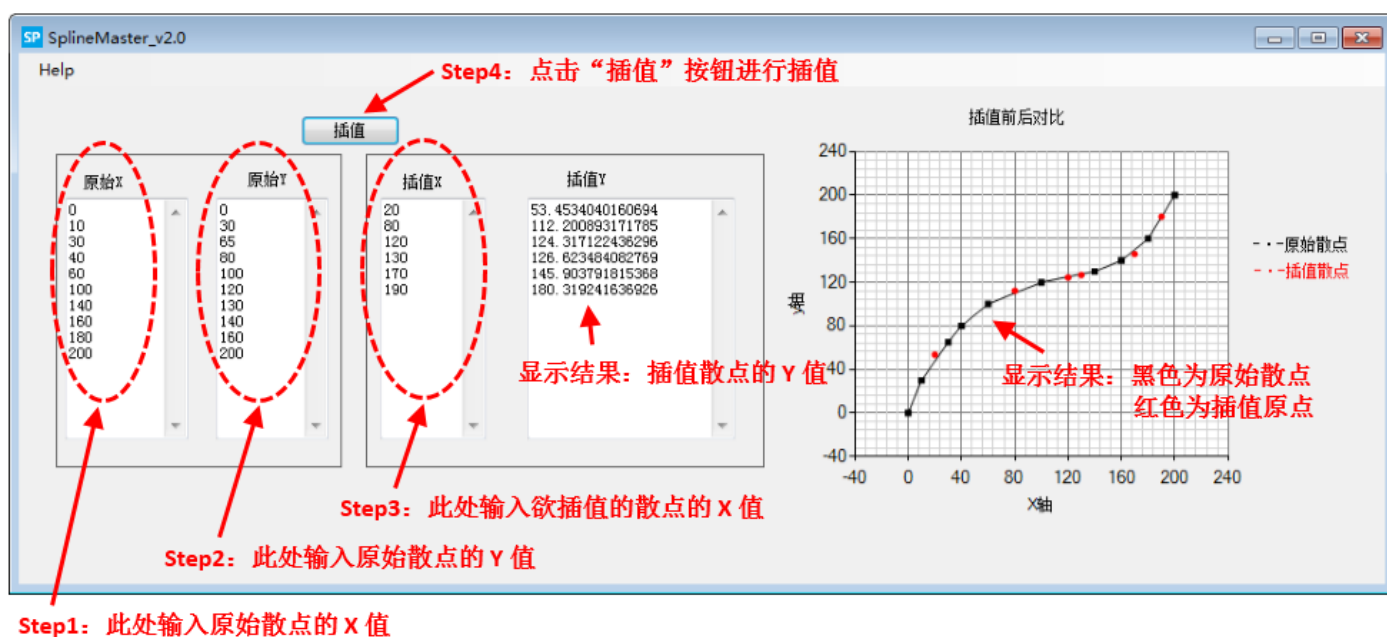 SP SplineMaster_v2.0
Help
Step4：点击“插值”按钮进行插值
插值
原始X
原始Y
插值X
插值Y
0
10
30
40
60
100
140
160
180
200
0
30
65
80
100
120
130
140
160
200
20
80
120
130
170
190
53.4534040160694
112.200893171785
124.317122436296
126.623484082769
145.903791815368
180.319241636926
显示结果：插值散点的 Y 值
插值前后对比
240
200
160
120
80
40
0
-40
-40 0 40 80 120 160 200 240
Y轴
X轴
原始散点
插值散点
显示结果：黑色为原始散点
红色为插值原点
Step3：此处输入欲插值的散点的 X 值
Step2：此处输入原始散点的 Y 值
Step1：此处输入原始散点的 X 值